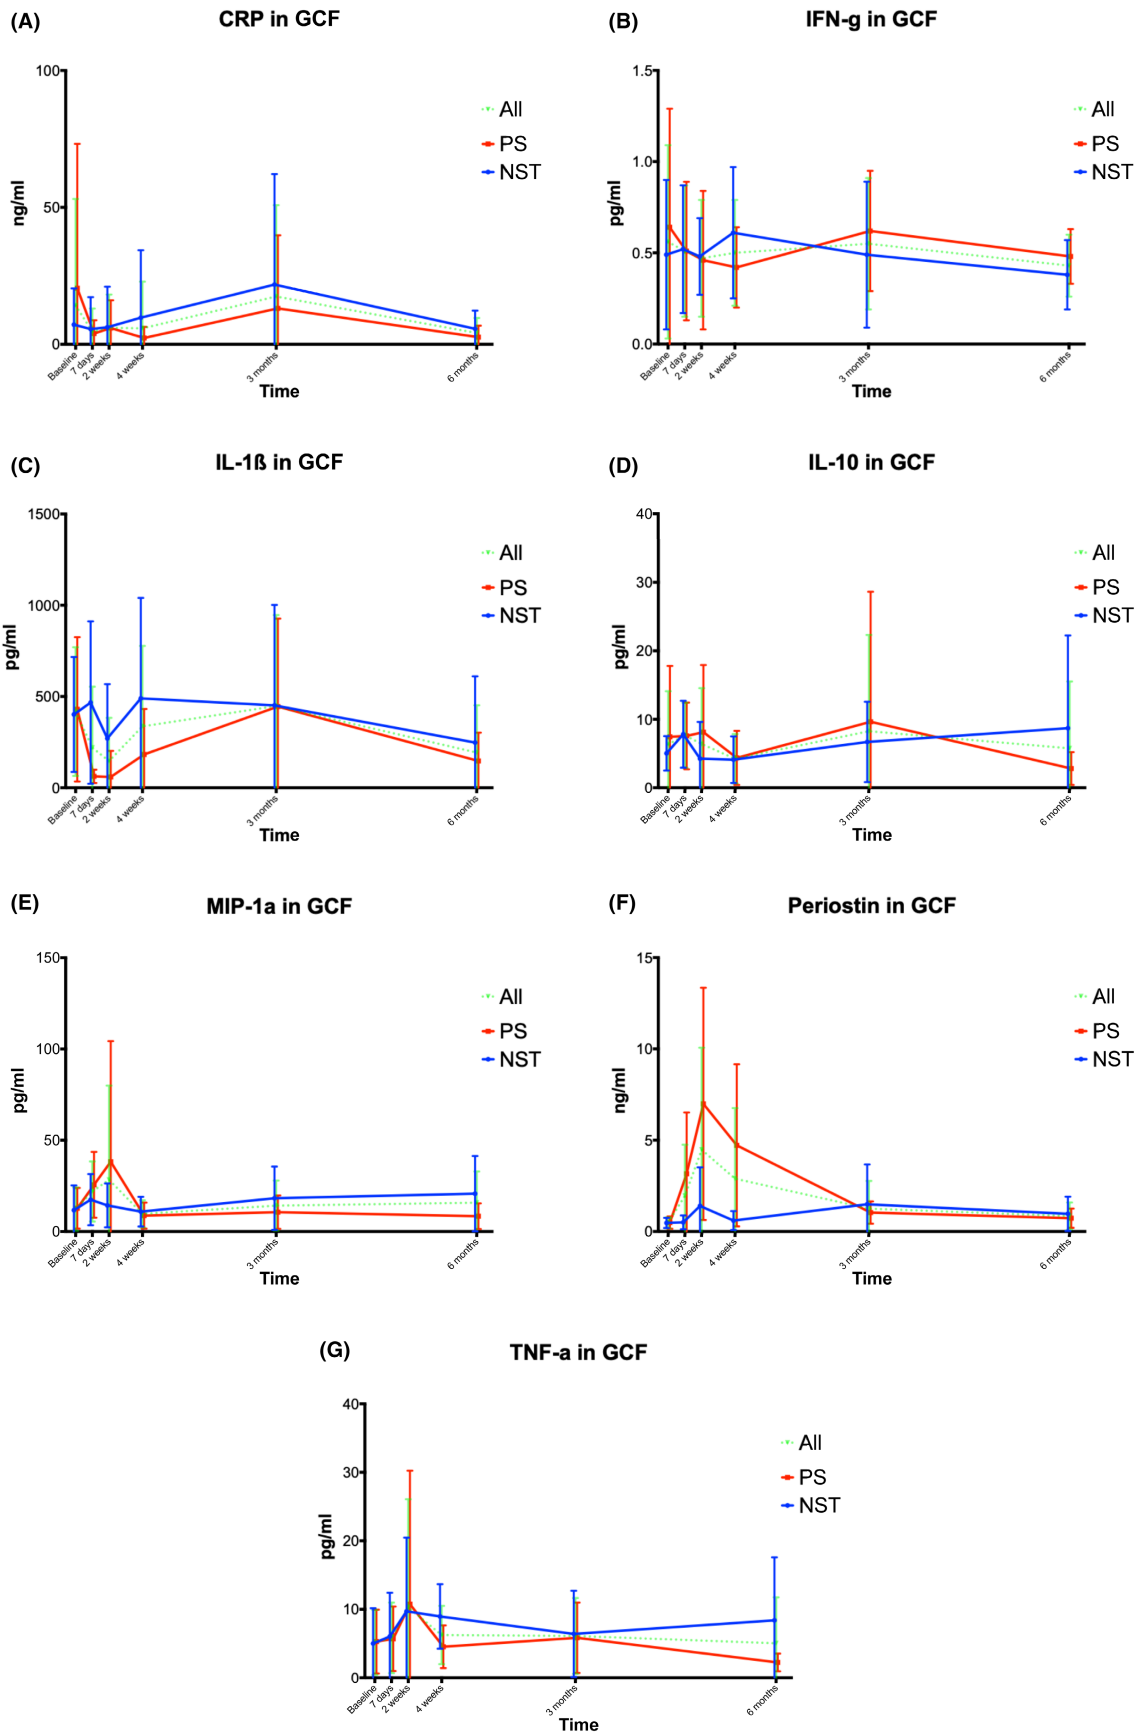 (A) CRP in GCF
100
50
0
ng/ml
All
PS
NST
Baseline
7 days
2 weeks
4 weeks
3 months
6 months
Time
(B) IFN-g in GCF
1.5
1.0
0.5
0.0
pg/ml
All
PS
NST
Baseline
7 days
2 weeks
4 weeks
3 months
6 months
Time
(C) IL-1ß in GCF
1500
1000
500
0
pg/ml
All
PS
NST
Baseline
7 days
2 weeks
4 weeks
3 months
6 months
Time
(D) IL-10 in GCF
40
30
20
10
0
pg/ml
All
PS
NST
Baseline
7 days
2 weeks
4 weeks
3 months
6 months
Time
(E) MIP-1a in GCF
150
100
50
0
pg/ml
All
PS
NST
Baseline
7 days
2 weeks
4 weeks
3 months
6 months
Time
(F) Periostin in GCF
15
10
5
0
ng/ml
All
PS
NST
Baseline
7 days
2 weeks
4 weeks
3 months
6 months
Time
(G) TNF-a in GCF
40
30
20
10
0
pg/ml
All
PS
NST
Baseline
7 days
2 weeks
4 weeks
3 months
6 months
Time